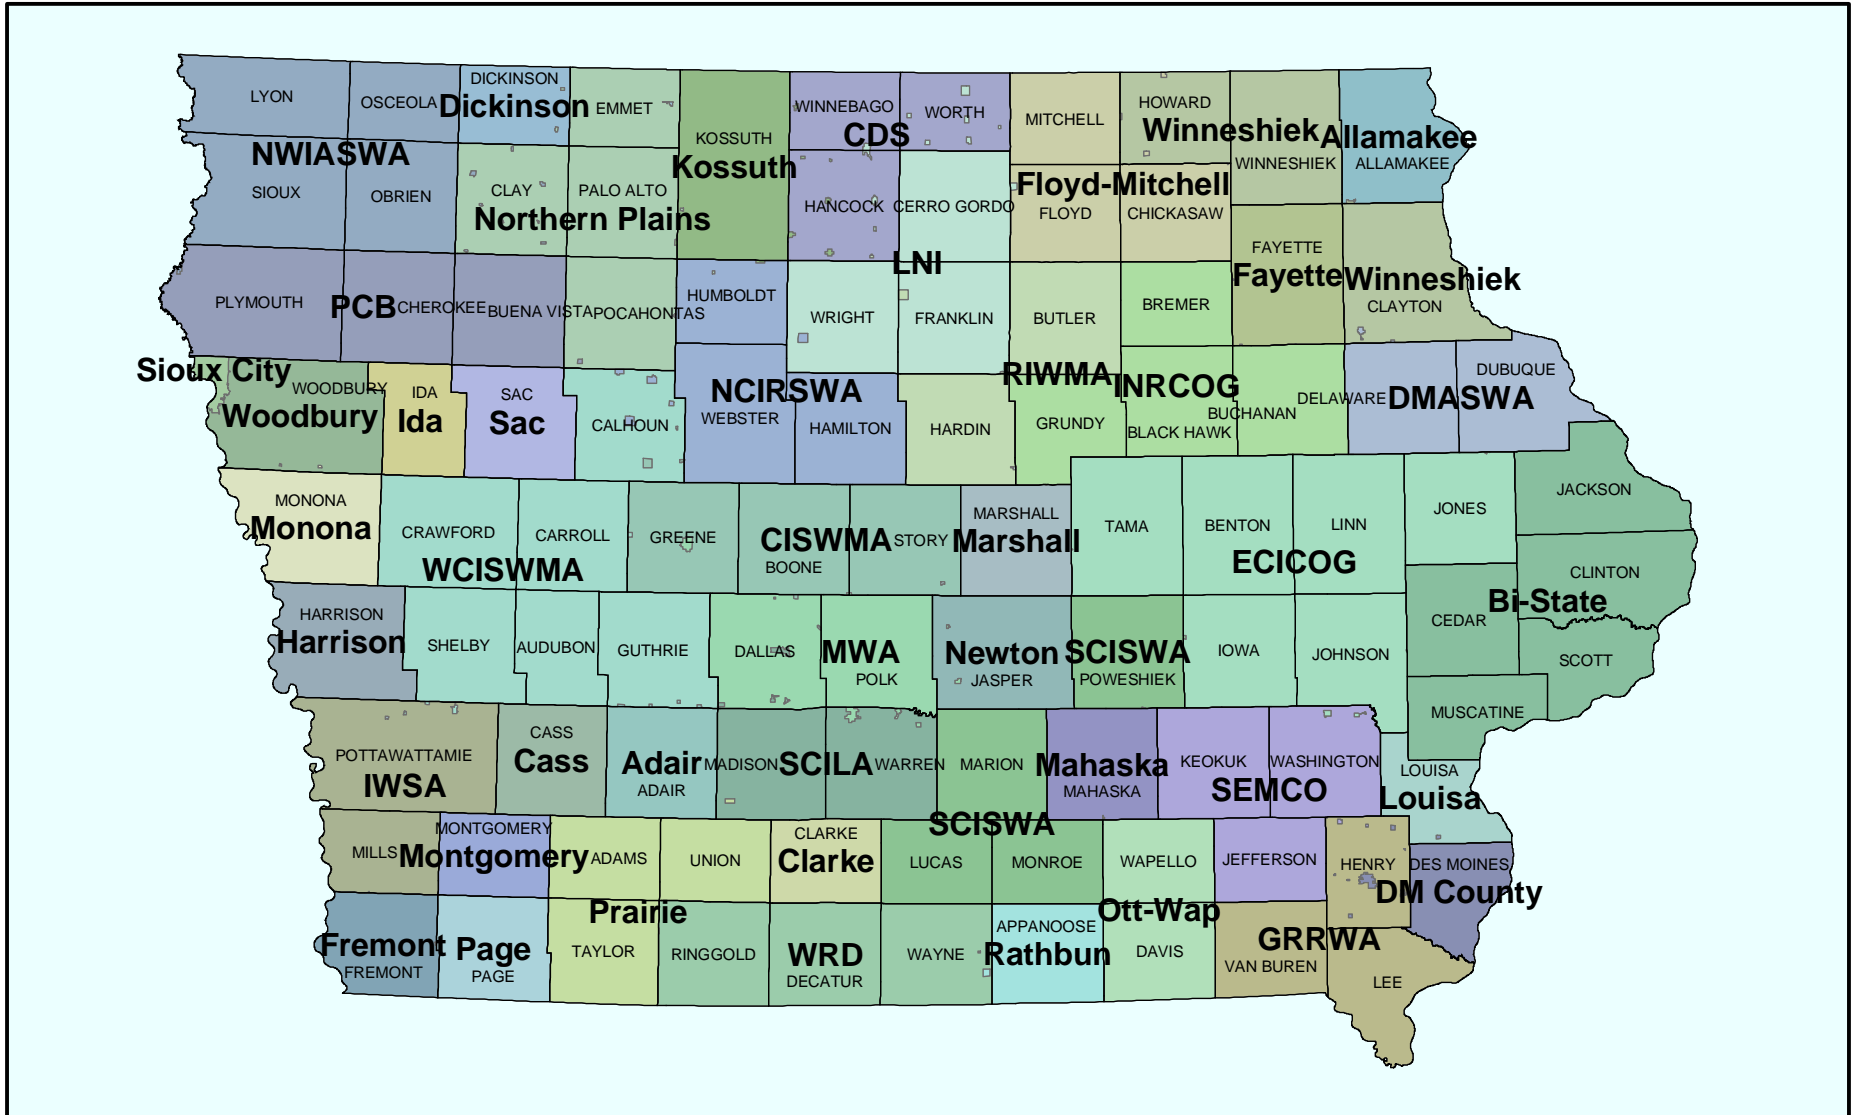 LYON
OSCEOLA
DICKINSON
Dickinson
EMMET
KOSSUTH
Kossuth
WINNEBAGO
WORTH
CDS
MITCHELL
HOWARD
Winneshiek
WINNESHIEK
Allamakee
ALLAMAKEE
NWIASWA
SIOUX
OBRIEN
CLAY
PALO ALTO
Northern Plains
HANCOCK
CERRO GORDO
Floyd-Mitchell
FLOYD
CHICKASAW
LNI
FAYETTE
Fayette
Winneshiek
CLAYTON
PLYMOUTH
PCB
CHEROKEE
BUENA VISTA
POCAHONTAS
HUMBOLDT
WRIGHT
FRANKLIN
BUTLER
BREMER
Sioux City
WOODBURY
Woodbury
IDA
Ida
SAC
Sac
CALHOUN
NCIRSWA
WEBSTER
HAMILTON
HARDIN
RIWMA
GRUNDY
INRCOG
BUCHANAN
BLACK HAWK
DELAWARE
DMASWA
DUBUQUE
MONONA
Monona
CRAWFORD
CARROLL
WCISWMA
GREENE
CISWMA
BOONE
STORY
MARSHALL
Marshall
TAMA
BENTON
LINN
ECICOG
JONES
JACKSON
CLINTON
Bi-State
CEDAR
SCOTT
MUSCATINE
HARRISON
Harrison
SHELBY
AUDUBON
GUTHRIE
DALLAS
MWA
POLK
Newton
JASPER
SCISWA
POWESHIEK
IOWA
JOHNSON
POTTAWATTAMIE
IWSA
CASS
Cass
Adair
ADAIR
MADISON
SCILA
WARREN
MARION
Mahaska
MAHASKA
KEOKUK
WASHINGTON
SEMCO
LOUISA
Louisa
MILLS
MONTGOMERY
Montgomery
ADAMS
UNION
CLARKE
Clarke
SCISWA
LUCAS
MONROE
WAPELLO
JEFFERSON
HENRY
DES MOINES
DM County
Fremont
FREMONT
Page
PAGE
Prairie
TAYLOR
RINGGOLD
WRD
DECATUR
WAYNE
APPANOOSE
Rathbun
Ott-Wap
DAVIS
GRRWA
VAN BUREN
LEE